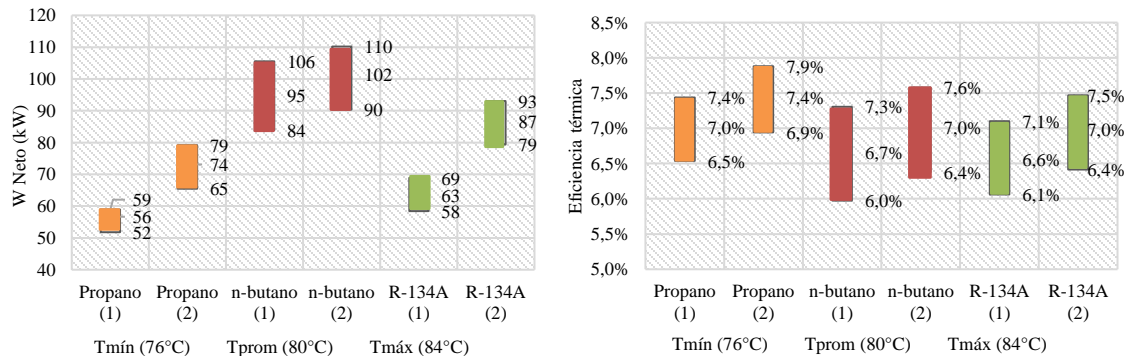 W Neto (kW)
120
110
100
90
80
70
60
50
40
59
56
52
79
74
65
106
95
84
110
102
90
69
63
58
93
87
79
Propano (1)
Propano (2)
n-butano (1)
n-butano (2)
R-134A (1)
R-134A (2)
Tmín (76°C)
Tprom (80°C)
Tmáx (84°C)
Eficiencia térmica
8,5%
8,0%
7,5%
7,0%
6,5%
6,0%
5,5%
5,0%
7,4%
7,0%
6,5%
7,9%
7,4%
6,9%
7,3%
6,7%
6,0%
7,6%
7,0%
6,4%
7,1%
6,6%
6,1%
7,5%
7,0%
6,4%
Propano (1)
Propano (2)
n-butano (1)
n-butano (2)
R-134A (1)
R-134A (2)
Tmín (76°C)
Tprom (80°C)
Tmáx (84°C)